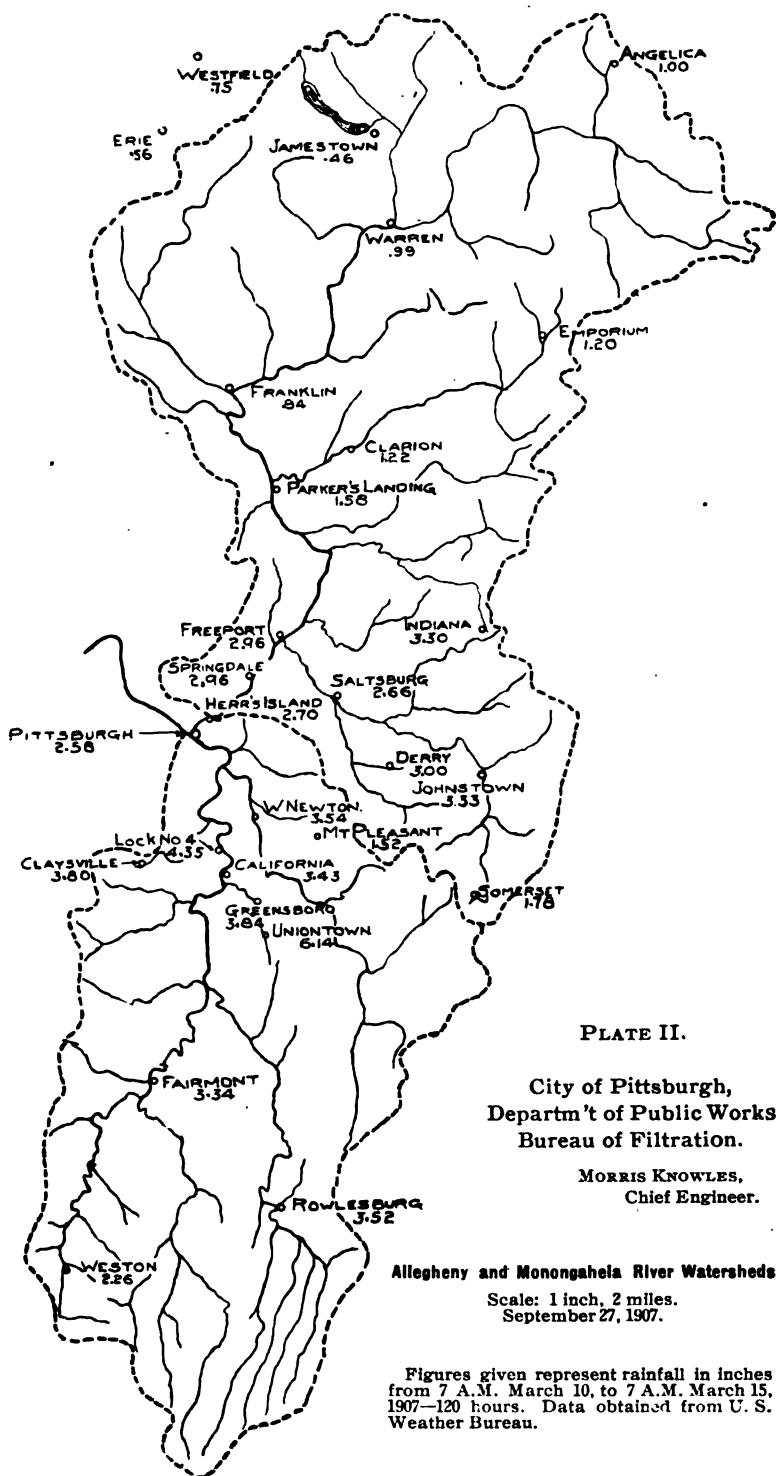 WESTFIELD
.75
ANGELICA
1.00
ERIE
.56
JAMESTOWN
.46
WARREN
.99
EMPORIUM
1.20
FRANKLIN
.84
CLARION
1.22
PARKER'S LANDING
1.58
INDIANA
3.30
FREEPORT
2.96
SPRINGDALE
2.96
SALTSBURG
2.66
HERR'S ISLAND
2.70
PITTSBURGH
2.58
DERRY
3.00
JOHNSTOWN
3.33
W NEWTON.
3.54
MT PLEASANT
1.52
LOCK NO 4
4.35
CLAYSVILLE
3.80
CALIFORNIA
3.43
SOMERSET
1.78
GREENSBORO
3.84
UNIONTOWN
6.14
PLATE II.
City of Pittsburgh,
Departm't of Public Works
Bureau of Filtration.
MORRIS KNOWLES,
Chief Engineer.
FAIRMONT
3.34
ROWLESBURG
3.52
WESTON
2.26
Allegheny and Monongahela River Watersheds
Scale: 1 inch, 2 miles.
September 27, 1907.
Figures given represent rainfall in inches
from 7 A.M. March 10, to 7 A.M. March 15,
1907—120 hours. Data obtained from U. S.
Weather Bureau.